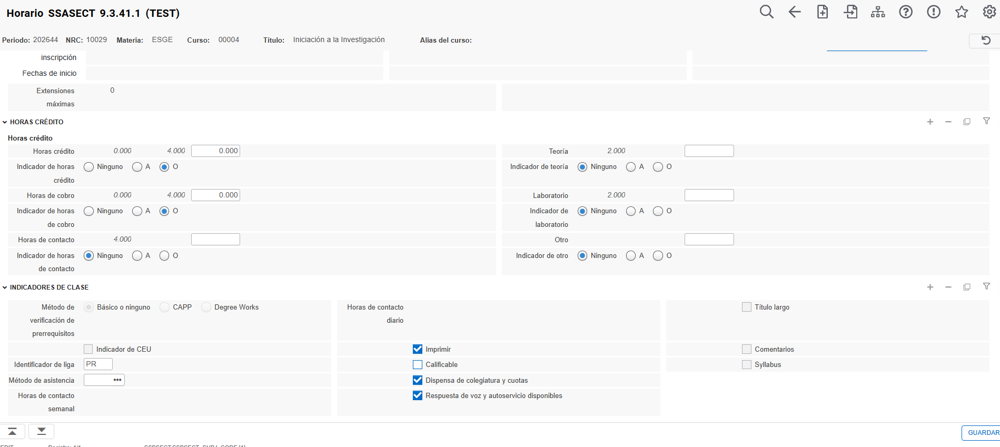 Horario SSASECT 9.3.41.1 (TEST)
Periodo: 202644 NRC: 10029 Materia: ESGE Curso: 00004 Título: Iniciación a la Investigación Alias del curso:
inscripción
Fechas de inicio
Extensiones máximas 0
HORAS CRÉDITO
Horas crédito
Horas crédito 0.000 4.000 0.000 Teoría 2.000
Indicador de horas crédito Ninguno A O Indicador de teoría Ninguno A O
Horas de cobro 0.000 4.000 0.000 Laboratorio 2.000
Indicador de horas de cobro Ninguno A O Indicador de laboratorio Ninguno A O
Horas de contacto 4.000 Otro
Indicador de horas de contacto Ninguno A O Indicador de otro Ninguno A O
INDICADORES DE CLASE
Método de verificación de prerrequisitos Básico o ninguno CAPP Degree Works Horas de contacto diario Título largo
Indicador de CEU Imprimir Comentarios
Identificador de liga PR Calificable Syllabus
Método de asistencia Dispensa de colegiatura y cuotas
Horas de contacto semanal Respuesta de voz y autoservicio disponibles
GUARDAR